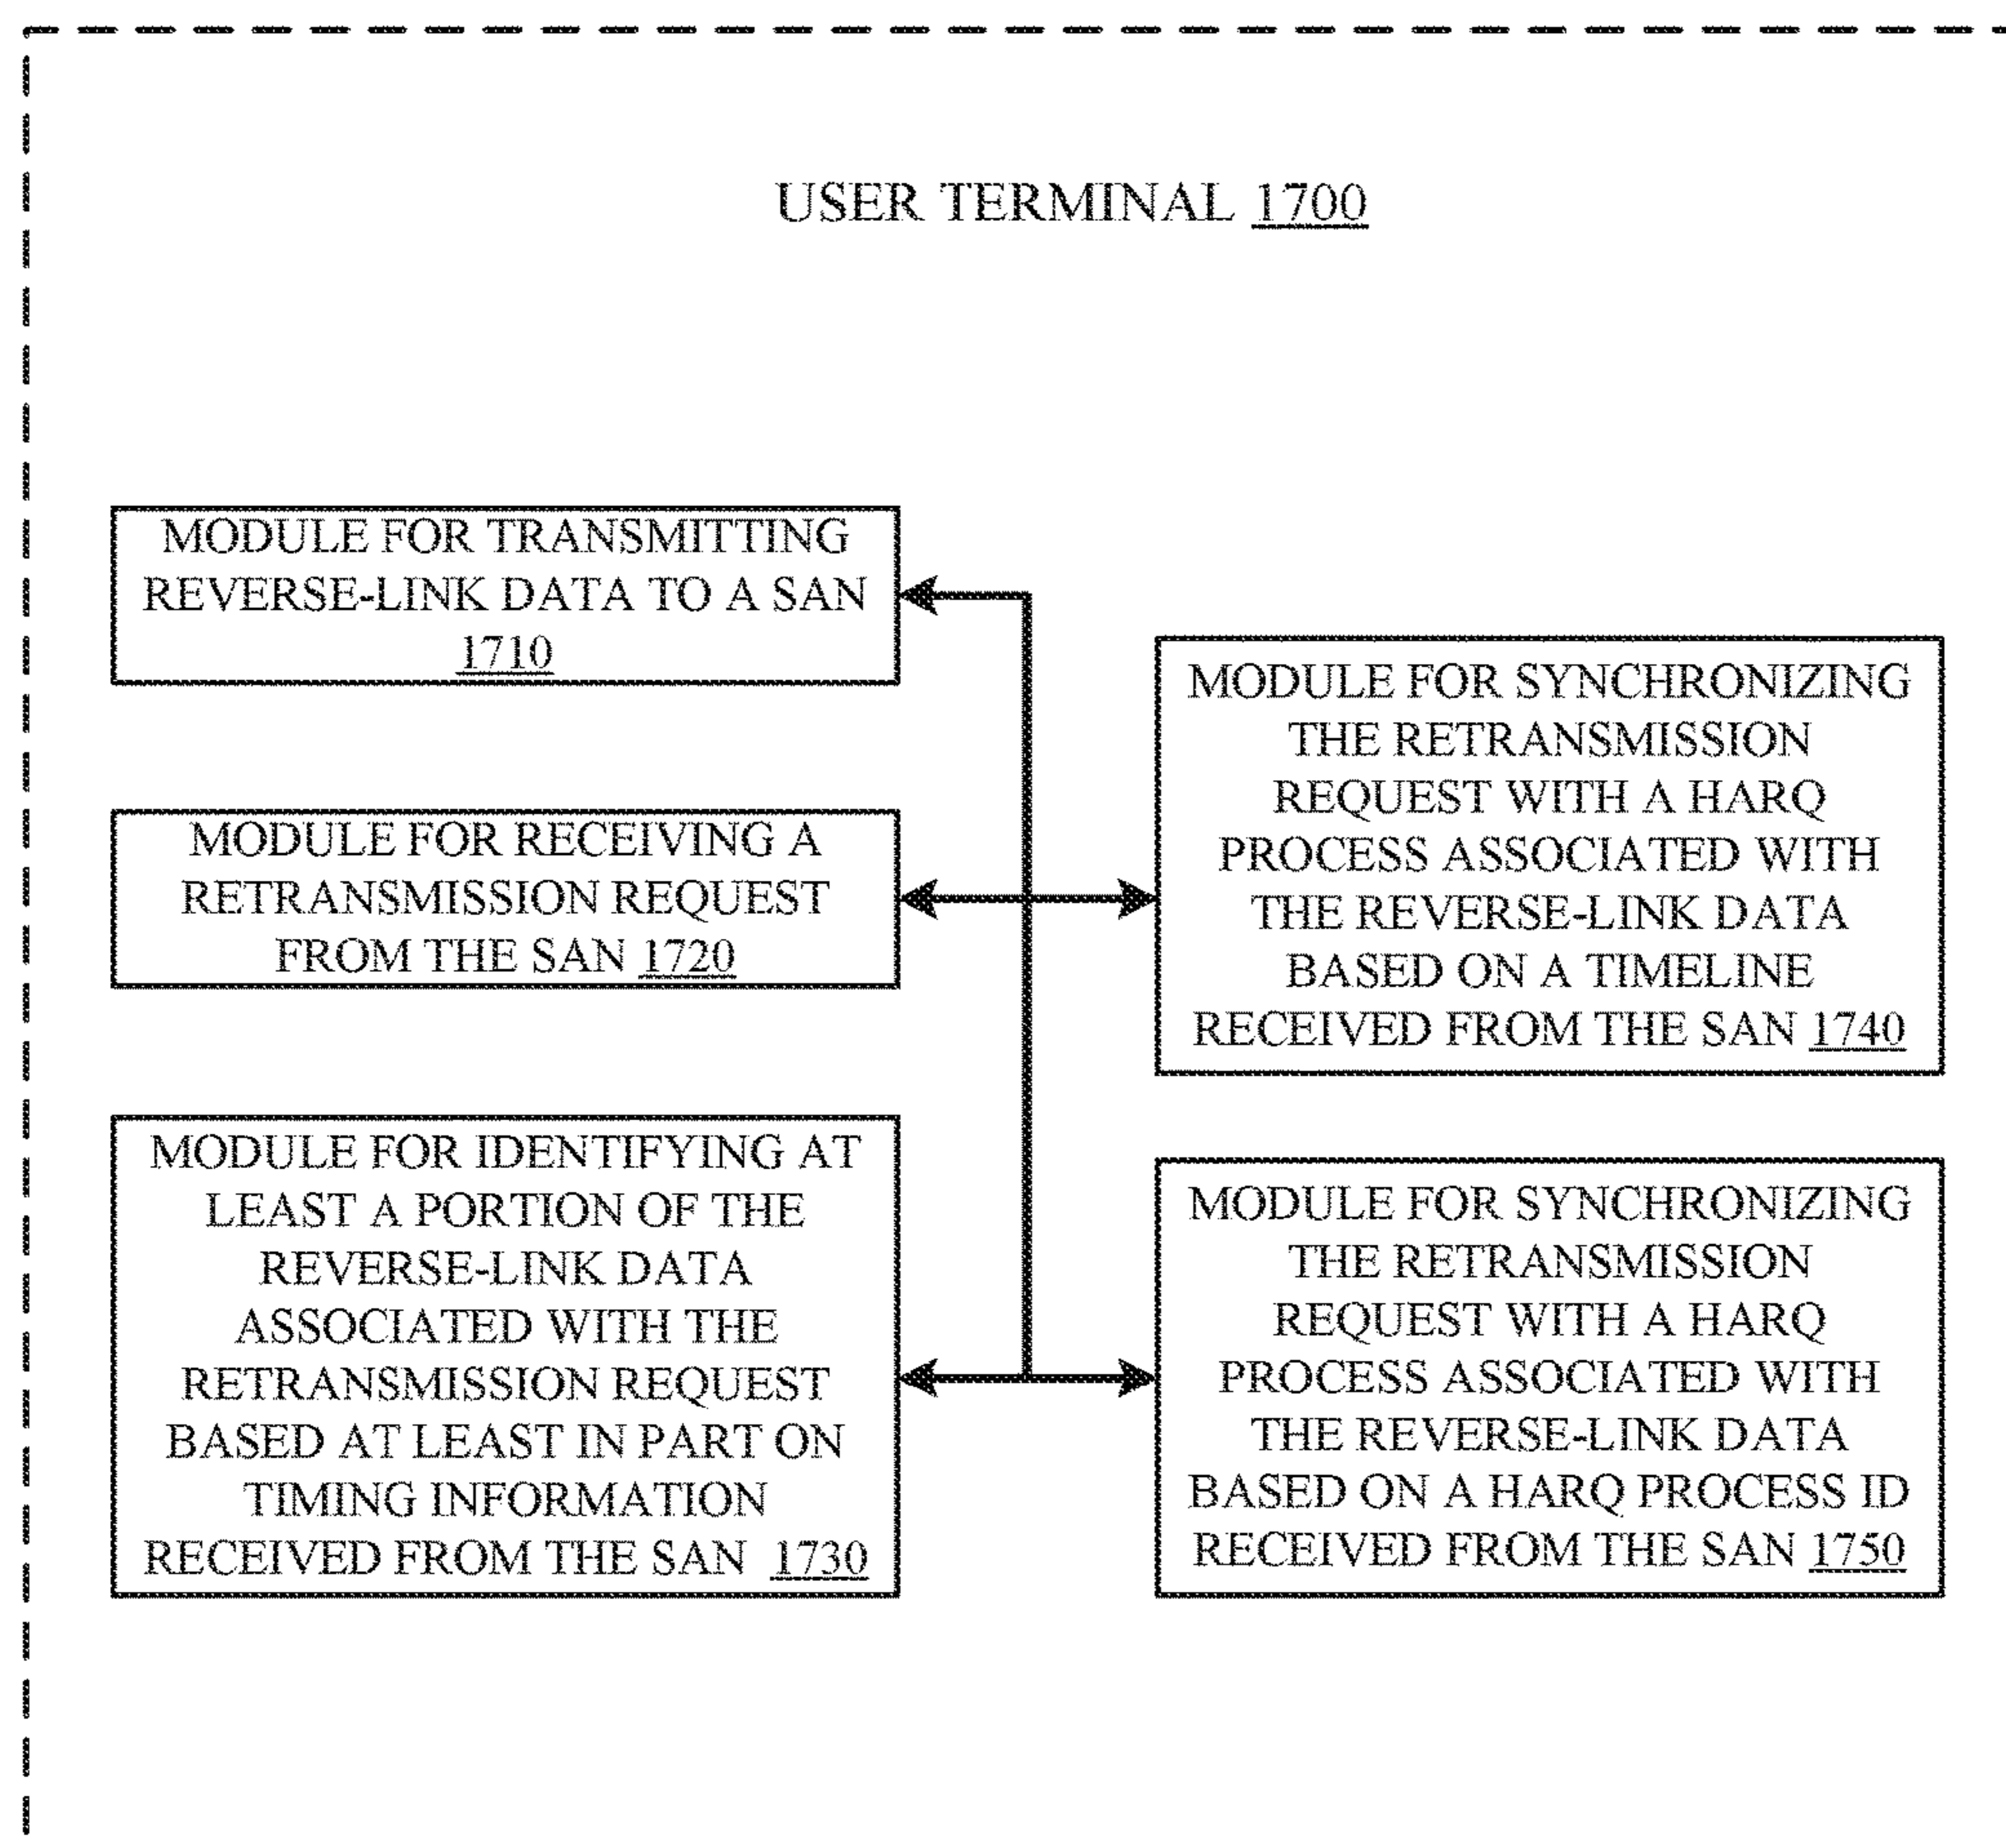 USER TERMINAL 1700
MODULE FOR TRANSMITTING
REVERSE-LINK DATA TO A SAN
1710
MODULE FOR RECEIVING A
RETRANSMISSION REQUEST
FROM THE SAN 1720
MODULE FOR IDENTIFYING AT
LEAST A PORTION OF THE
REVERSE-LINK DATA
ASSOCIATED WITH THE
RETRANSMISSION REQUEST
BASED AT LEAST IN PART ON
TIMING INFORMATION
RECEIVED FROM THE SAN 1730
MODULE FOR SYNCHRONIZING
THE RETRANSMISSION
REQUEST WITH A HARQ
PROCESS ASSOCIATED WITH
THE REVERSE-LINK DATA
BASED ON A TIMELINE
RECEIVED FROM THE SAN 1740
MODULE FOR SYNCHRONIZING
THE RETRANSMISSION
REQUEST WITH A HARQ
PROCESS ASSOCIATED WITH
THE REVERSE-LINK DATA
BASED ON A HARQ PROCESS ID
RECEIVED FROM THE SAN 1750